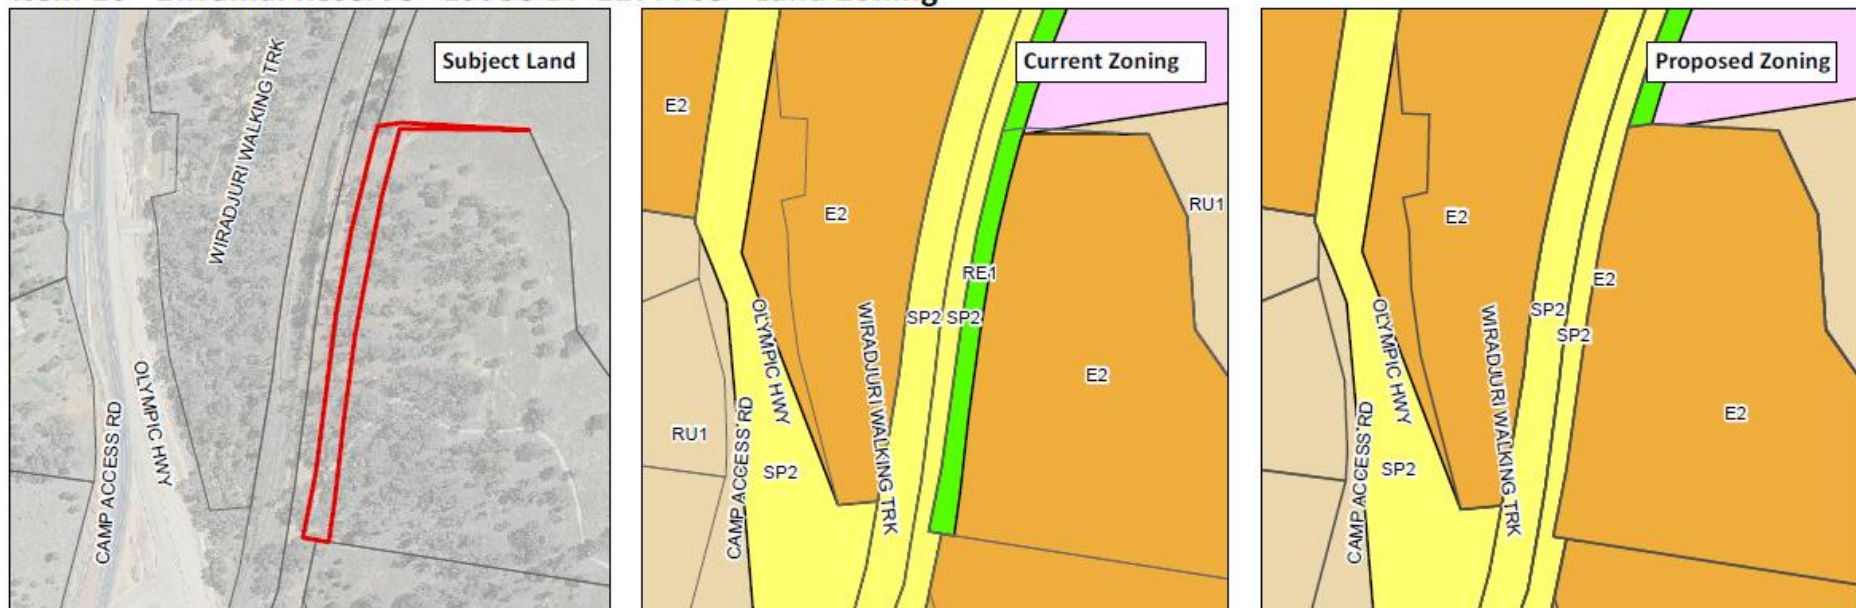 Subject Land
WIRADJURI WALKING TRK
OLYMPIC HWY
CAMP ACCESS RD
Current Zoning
E2
E2
RU1
RE1
SP2
SP2
OLYMPIC HWY
WIRADJURI WALKING TRK
E2
RU1
CAMP ACCESS RD
SP2
Proposed Zoning
E2
E2
SP2
SP2
OLYMPIC HWY
WIRADJURI WALKING TRK
E2
CAMP ACCESS RD
SP2